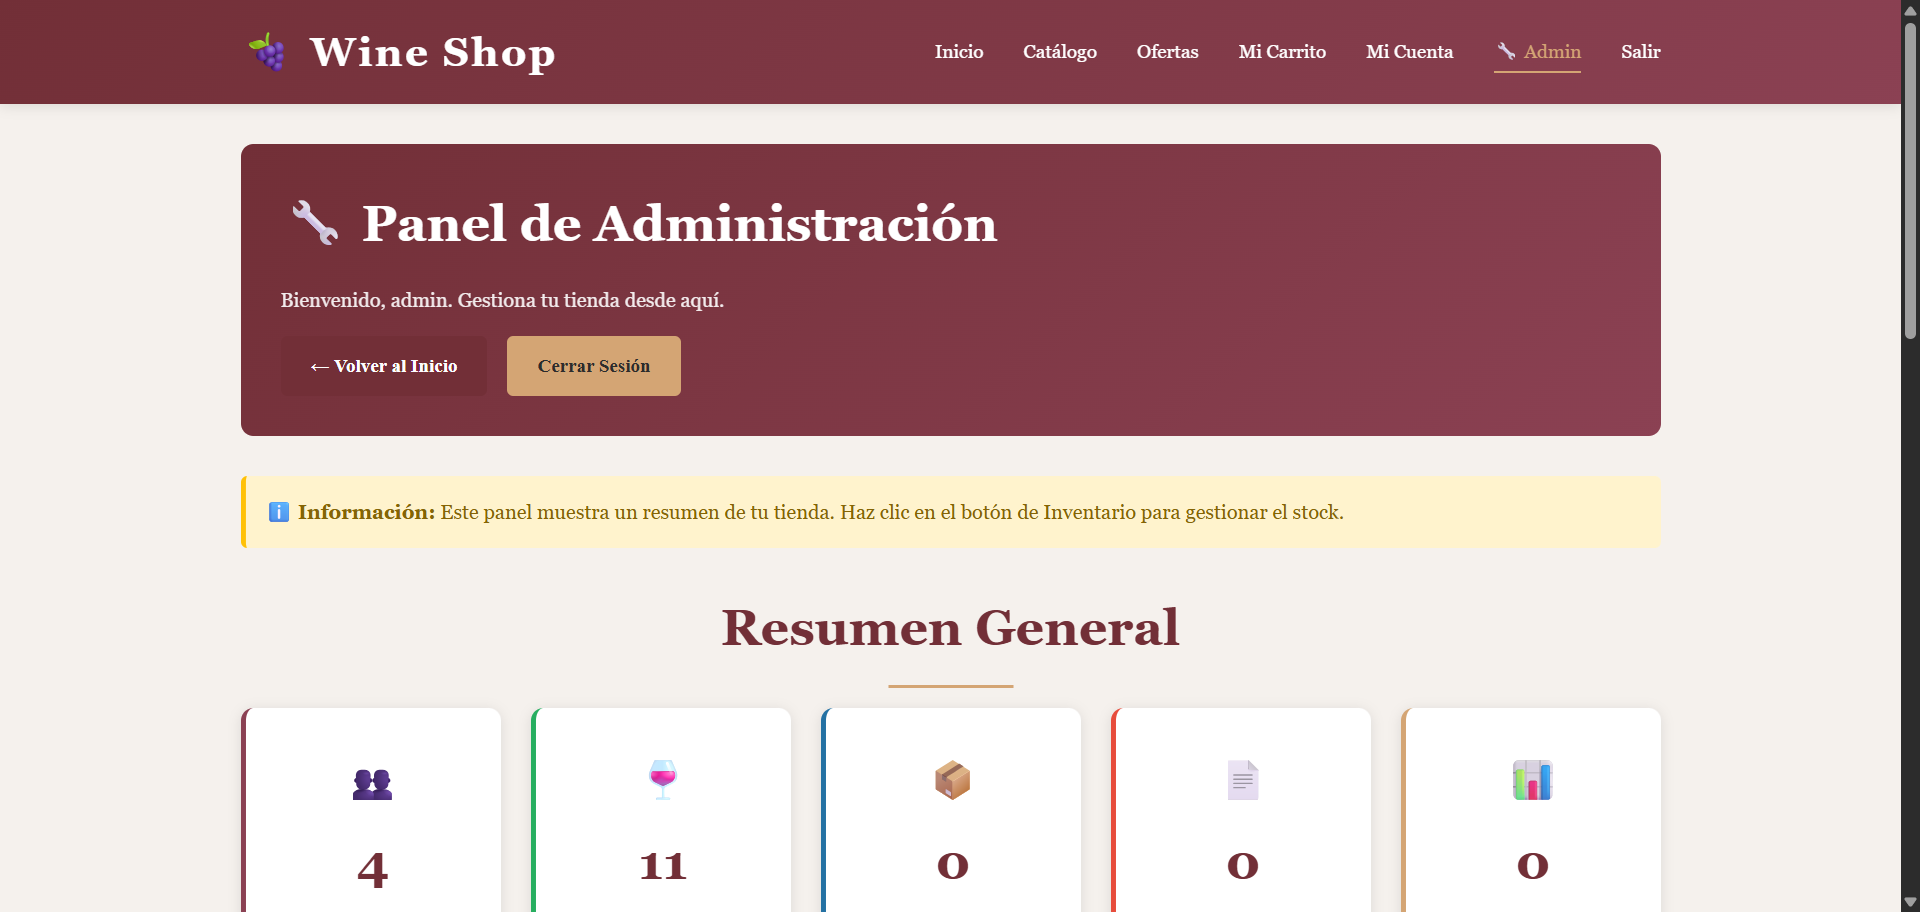 Wine Shop
Inicio Catálogo Ofertas Mi Carrito Mi Cuenta Admin Salir
Panel de Administración
Bienvenido, admin. Gestiona tu tienda desde aquí.
← Volver al Inicio Cerrar Sesión
Información: Este panel muestra un resumen de tu tienda. Haz clic en el botón de Inventario para gestionar el stock.
Resumen General
4 11 0 0 0